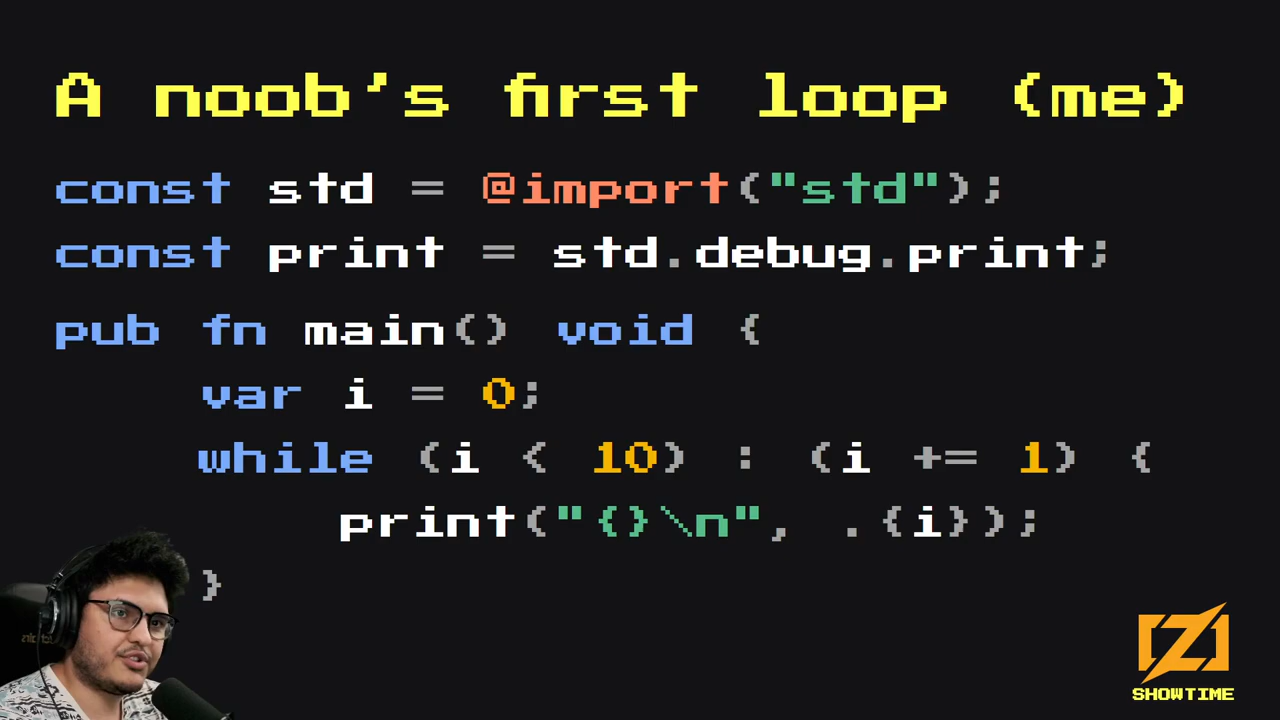 A noob's first loop (me)
const std = @import("std");
const print = std.debug.print;
pub fn main() void {
    var i = 0;
    while (i < 10) : (i += 1) {
        print("{}\n", .{i});
    }
Z
SHOWTIME